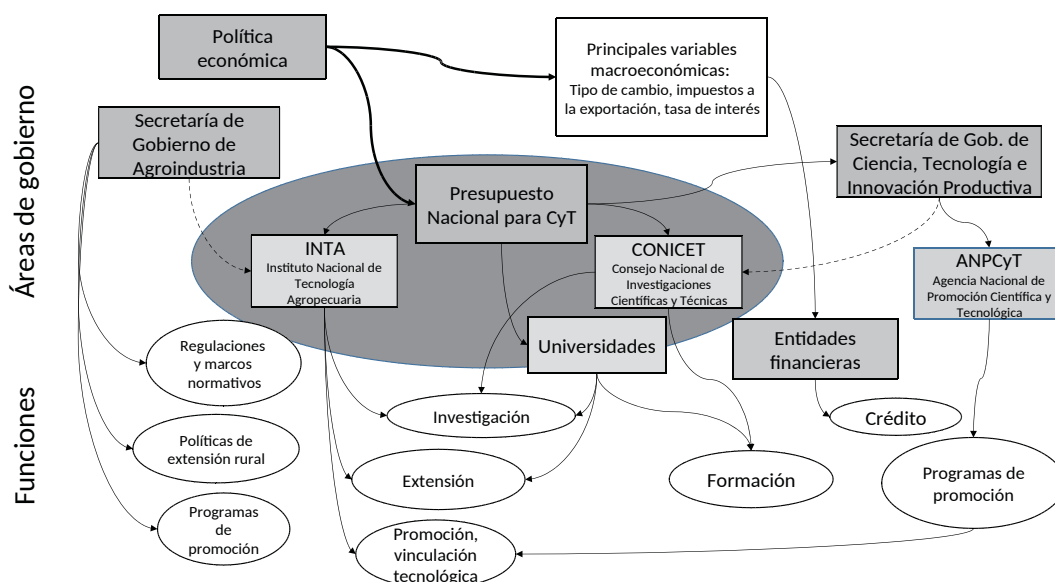 Áreas de gobierno
Política
económica
Principales variables
macroeconómicas:
Tipo de cambio, impuestos a
la exportación, tasa de interés
Secretaría de
Gobierno de
Agroindustria
Secretaría de Gob. de
Ciencia, Tecnología e
Innovación Productiva
Presupuesto
Nacional para CyT
INTA
Instituto Nacional de
Tecnología
Agropecuaria
CONICET
Consejo Nacional de
Investigaciones
Científicas y Técnicas
ANPCyT
Agencia Nacional de
Promoción Científica y
Tecnológica
Universidades
Entidades
financieras
Funciones
Regulaciones
y marcos
normativos
Investigación
Crédito
Políticas de
extensión rural
Extensión
Formación
Programas de
promoción
Programas
de
promoción
Promoción,
vinculación
tecnológica